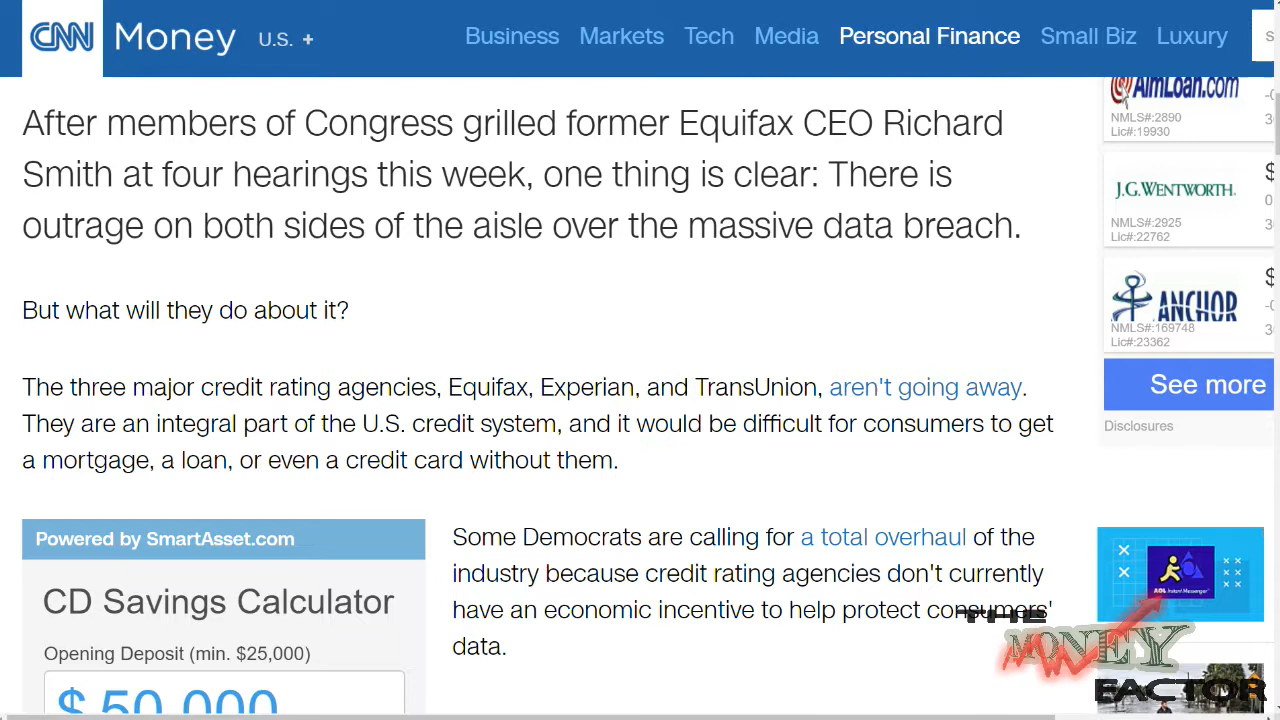 CNN Money U.S. + Business Markets Tech Media Personal Finance Small Biz Luxury
After members of Congress grilled former Equifax CEO Richard
Smith at four hearings this week, one thing is clear: There is
outrage on both sides of the aisle over the massive data breach.
But what will they do about it?
The three major credit rating agencies, Equifax, Experian, and TransUnion, aren't going away.
They are an integral part of the U.S. credit system, and it would be difficult for consumers to get
a mortgage, a loan, or even a credit card without them.
Powered by SmartAsset.com
CD Savings Calculator
Opening Deposit (min. $25,000)
$ 50,000
Some Democrats are calling for a total overhaul of the
industry because credit rating agencies don't currently
have an economic incentive to help protect consumers'
data.
AimLoan.com
NMLS#:2890
Lic#:19930
J.G. WENTWORTH.
NMLS#:2925
Lic#:22762
$
ANCHOR
NMLS#:169748
Lic#:23362
$
See more
Disclosures
AOL Instant Messenger
THE
MONEY
FACTOR